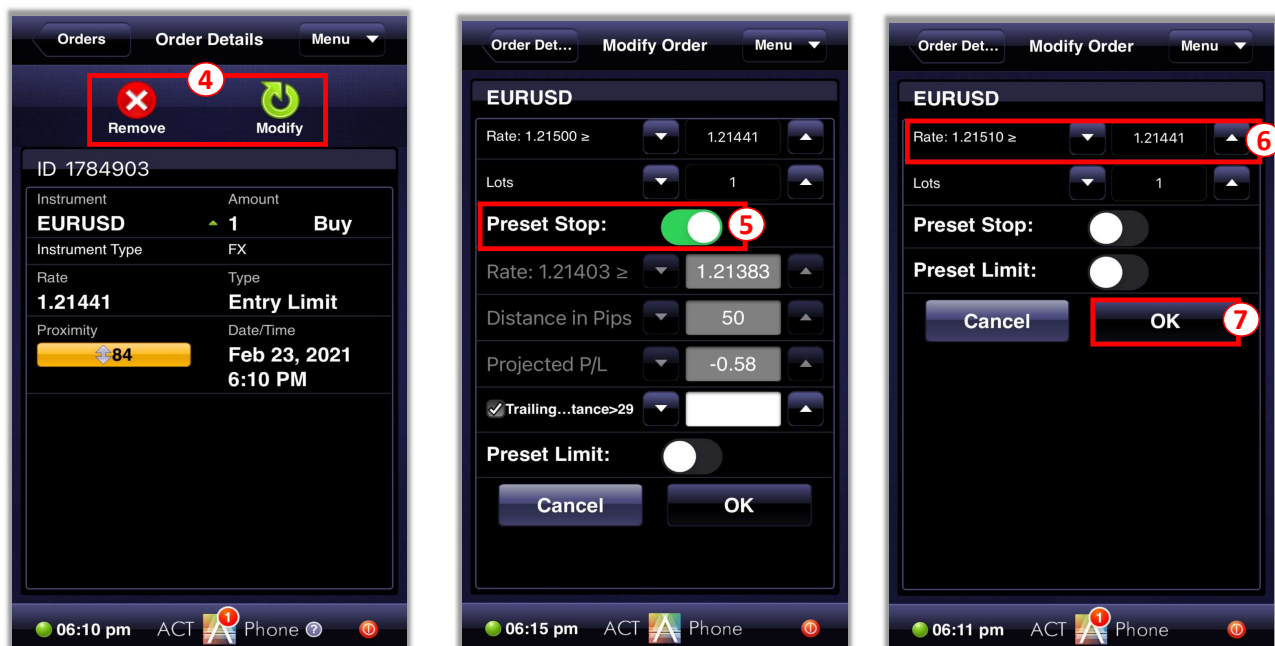 Orders Order Details Menu
4
Remove Modify
ID 1784903
Instrument Amount
EURUSD 1 Buy
Instrument Type FX
Rate Type
1.21441 Entry Limit
Proximity Date/Time
84 Feb 23, 2021
6:10 PM
06:10 pm ACT 1 Phone ?
Order Det... Modify Order Menu
EURUSD
Rate: 1.21500 ≥ 1.21441
Lots 1
Preset Stop: 5
Rate: 1.21403 ≥ 1.21383
Distance in Pips 50
Projected P/L -0.58
Trailing...tance>29
Preset Limit:
Cancel OK
06:15 pm ACT Phone
Order Det... Modify Order Menu
EURUSD
Rate: 1.21510 ≥ 1.21441 6
Lots 1
Preset Stop:
Preset Limit:
Cancel OK 7
06:11 pm ACT 1 Phone